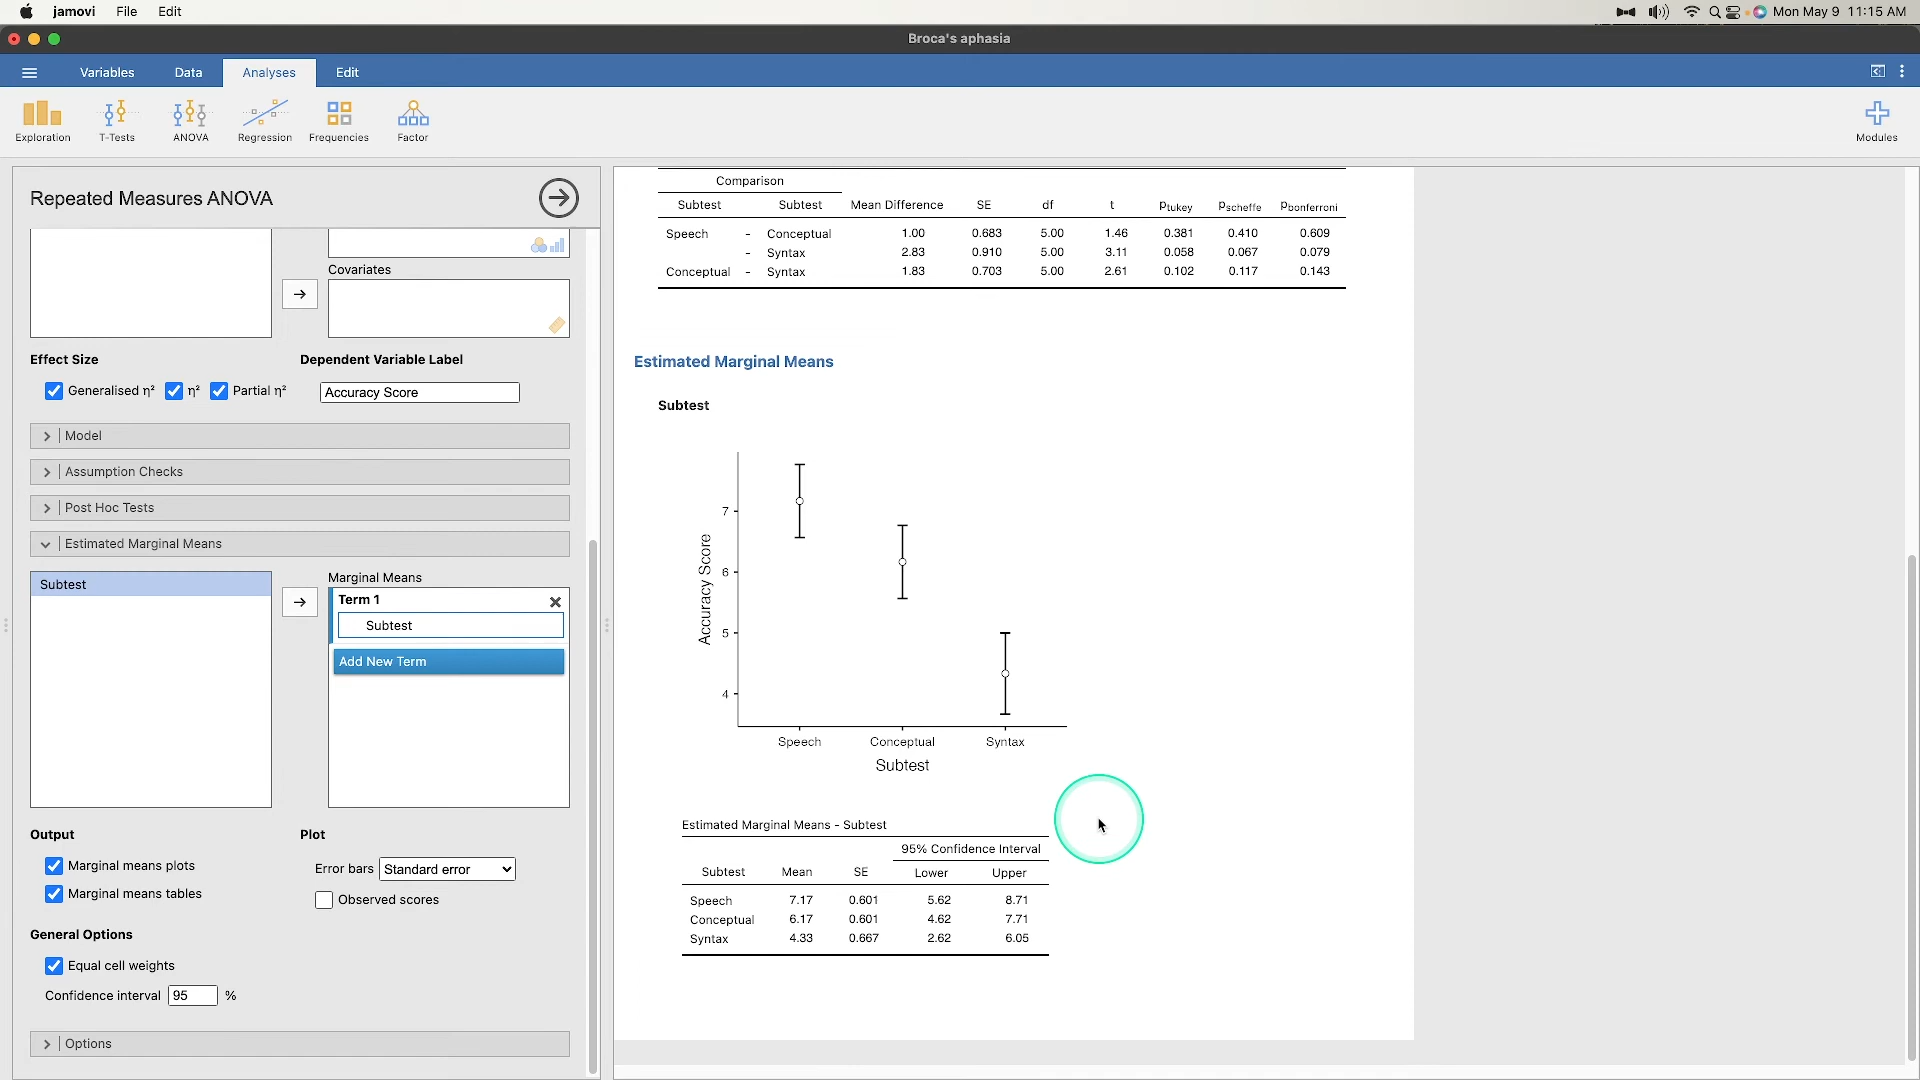 jamovi File Edit Mon May 9 11:15 AM
Broca's aphasia
Variables Data Analyses Edit
Exploration T-Tests ANOVA Regression Frequencies Factor Modules
Repeated Measures ANOVA
Covariates
Effect Size Dependent Variable Label
Generalised η² η² Partial η² Accuracy Score
Model
Assumption Checks
Post Hoc Tests
Estimated Marginal Means
Subtest
Marginal Means
Term 1
Subtest
Add New Term
Output Plot
Marginal means plots Error bars Standard error
Marginal means tables Observed scores
General Options
Equal cell weights
Confidence interval 95 %
Options
Comparison
Subtest Subtest Mean Difference SE df t ptukey pscheffe pbonferroni
Speech - Conceptual 1.00 0.683 5.00 1.46 0.381 0.410 0.609
- Syntax 2.83 0.910 5.00 3.11 0.058 0.067 0.079
Conceptual - Syntax 1.83 0.703 5.00 2.61 0.102 0.117 0.143
Estimated Marginal Means
Subtest
Accuracy Score
7
6
5
4
Speech Conceptual Syntax
Subtest
Estimated Marginal Means - Subtest
95% Confidence Interval
Subtest Mean SE Lower Upper
Speech 7.17 0.601 5.62 8.71
Conceptual 6.17 0.601 4.62 7.71
Syntax 4.33 0.667 2.62 6.05